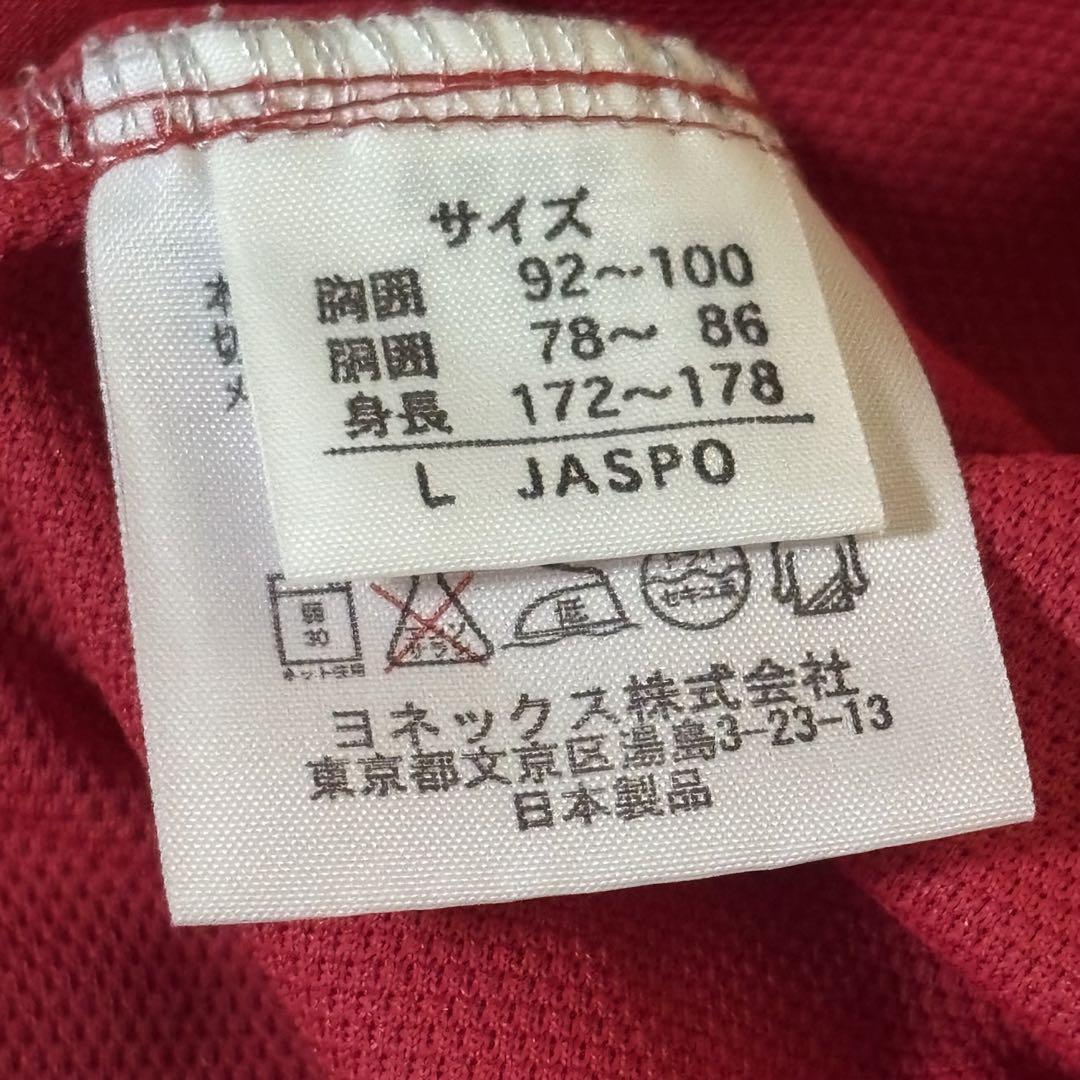 サイズ
胸囲 92～100
胴囲 78～ 86
身長 172～178
L JASPO
低
ヨネックス株式会社
東京都文京区湯島3-23-13
日本製品